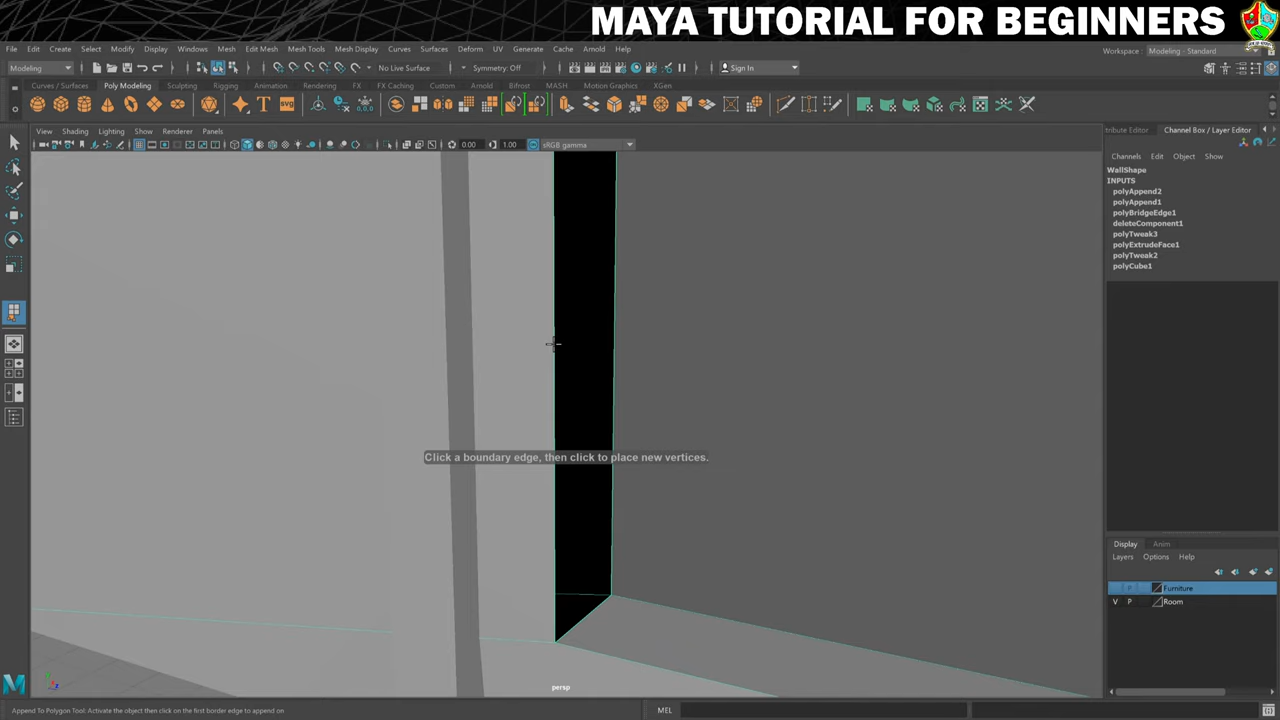 MAYA TUTORIAL FOR BEGINNERS
File Edit Create Select Modify Display Windows Mesh Edit Mesh Mesh Tools Mesh Display Curves Surfaces Deform UV Generate Cache Arnold Help
Workspace : Modeling - Standard
Modeling No Live Surface Symmetry: Off Sign In
Curves / Surfaces Poly Modeling Sculpting Rigging Animation Rendering FX FX Caching Custom Arnold Bifrost MASH Motion Graphics XGen
View Shading Lighting Show Renderer Panels
0.00 1.00 sRGB gamma
tribute Editor Channel Box / Layer Editor
Channels Edit Object Show
WallShape
INPUTS
polyAppend2
polyAppend1
polyBridgeEdge1
deleteComponent1
polyTweak3
polyExtrudeFace1
polyTweak2
polyCube1
Click a boundary edge, then click to place new vertices.
Display Anim
Layers Options Help
P Furniture
V P Room
persp
Append To Polygon Tool: Activate the object then click on the first border edge to append on
MEL